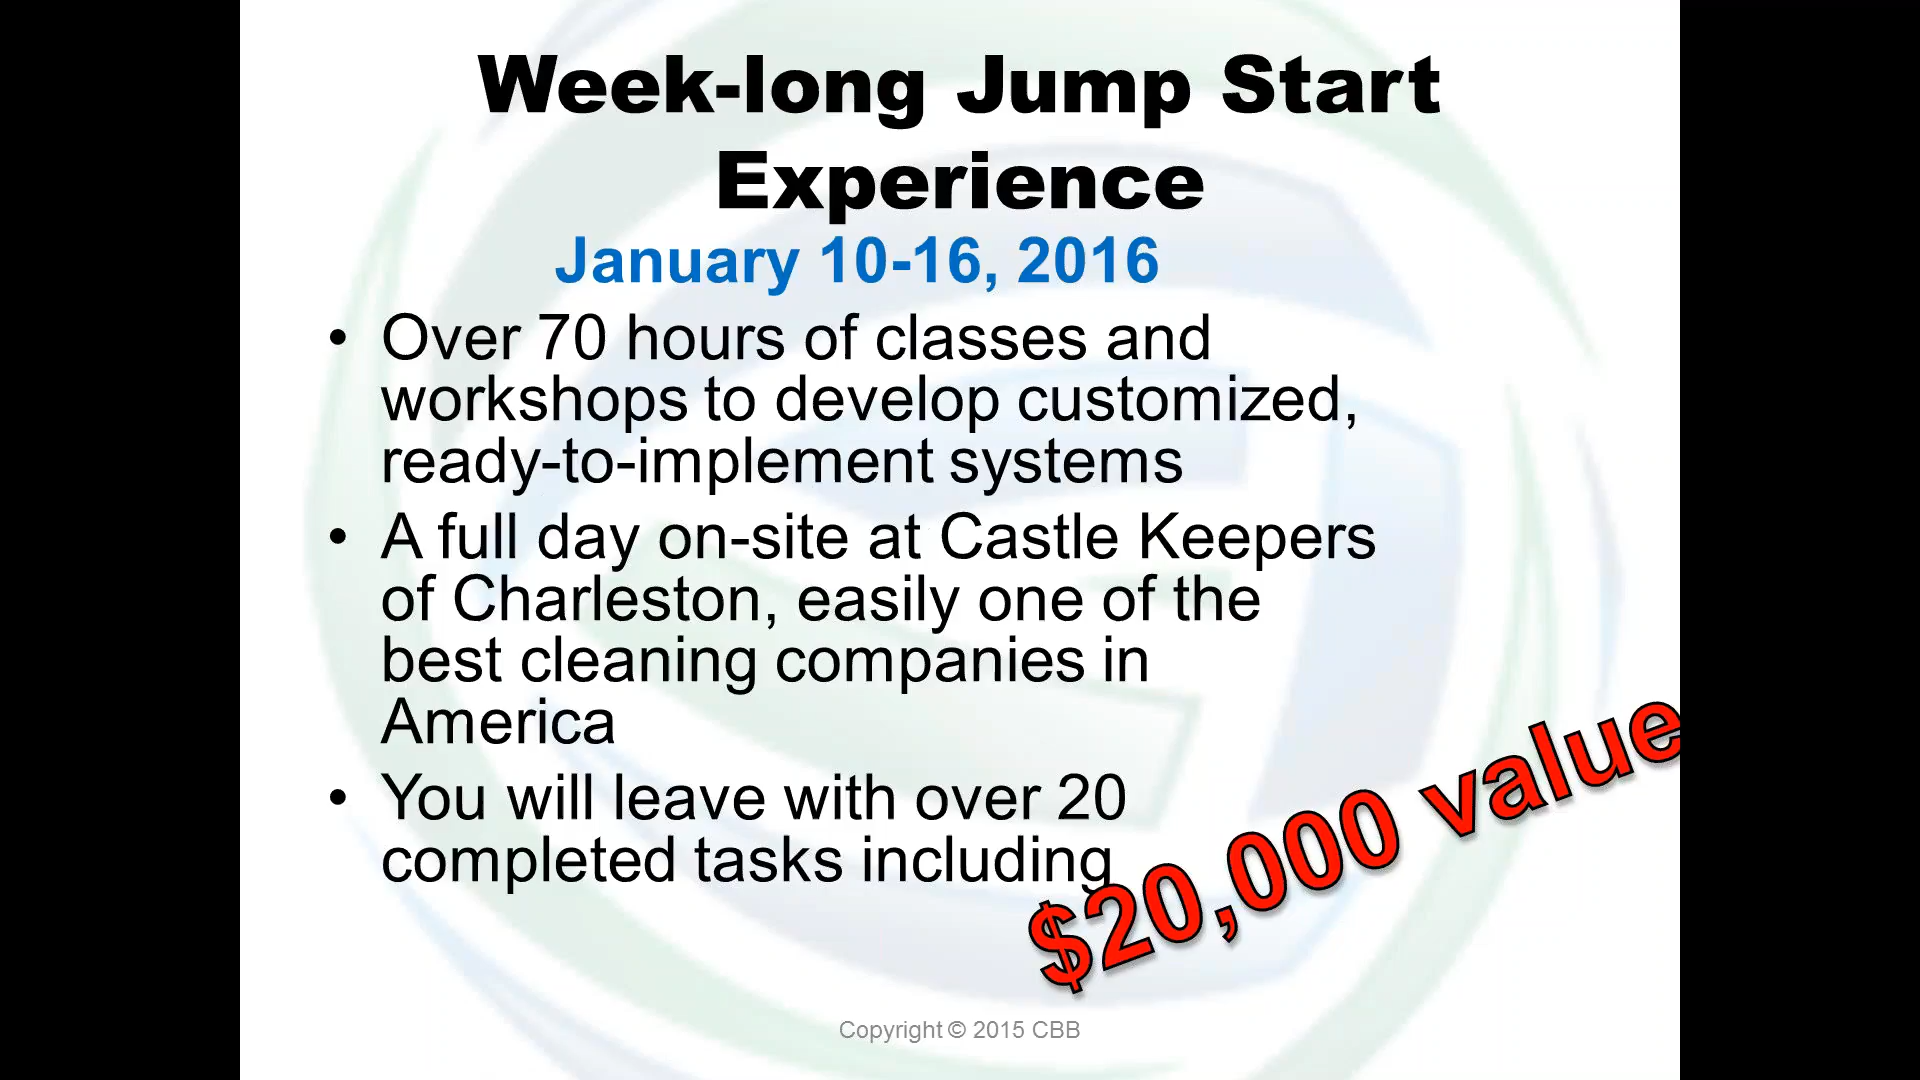 Week-long Jump Start
Experience
January 10-16, 2016
• Over 70 hours of classes and
workshops to develop customized,
ready-to-implement systems
• A full day on-site at Castle Keepers
of Charleston, easily one of the
best cleaning companies in
America
• You will leave with over 20
completed tasks including
$20,000 value
Copyright © 2015 CBB